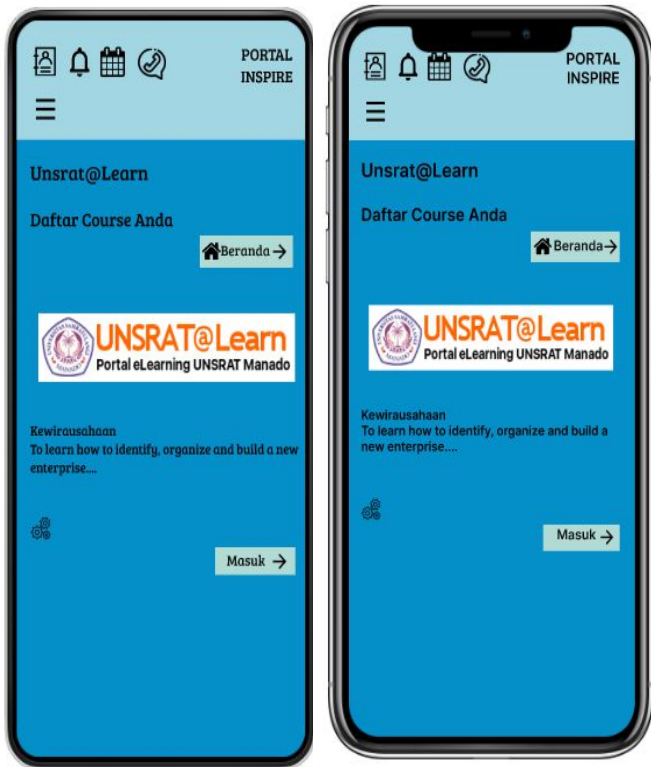 PORTAL
INSPIRE
Unsrat@Learn
Daftar Course Anda
Beranda
UNSRAT@Learn
Portal eLearning UNSRAT Manado
Kewirausahaan
To learn how to identify, organize and build a new
enterprise....
Masuk
PORTAL
INSPIRE
Unsrat@Learn
Daftar Course Anda
Beranda
UNSRAT@Learn
Portal eLearning UNSRAT Manado
Kewirausahaan
To learn how to identify, organize and build a
new enterprise....
Masuk